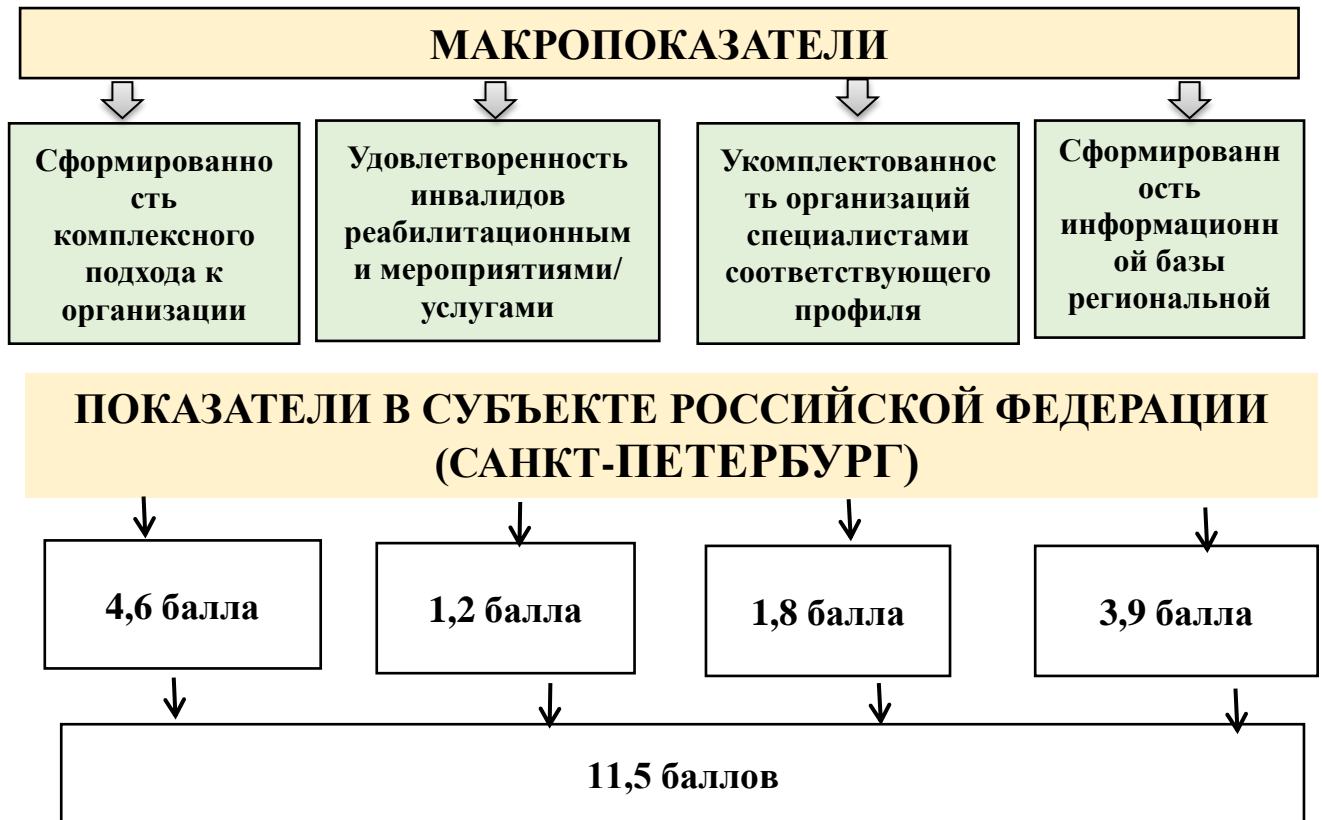 МАКРОПОКАЗАТЕЛИ
Сформированно
сть
комплексного
подхода к
организации
Удовлетворенность
инвалидов
реабилитационным
и мероприятиями/
услугами
Укомплектованнос
ть организаций
специалистами
соответствующего
профиля
Сформированн
ость
информационн
ой базы
региональной
ПОКАЗАТЕЛИ В СУБЪЕКТЕ РОССИЙСКОЙ ФЕДЕРАЦИИ
(САНКТ-ПЕТЕРБУРГ)
4,6 балла
1,2 балла
1,8 балла
3,9 балла
11,5 баллов